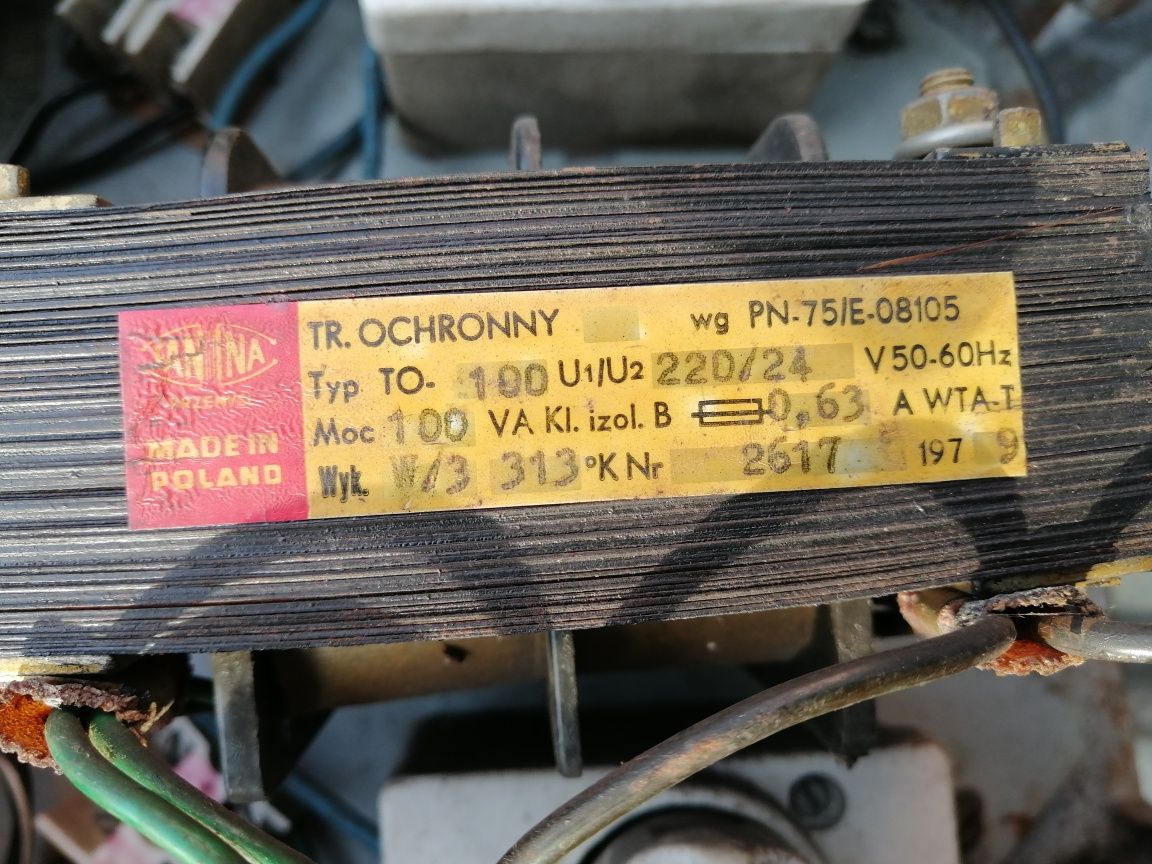 TR. OCHRONNY wg PN-75/E-08105
Typ TO- 100 U1/U2 220/24 V 50-60Hz
Moc 100 VA Kl. izol. B 0,63 A WTA-T
Wyk. W/3 313 °K Nr 2617 197 9
MADE IN
POLAND